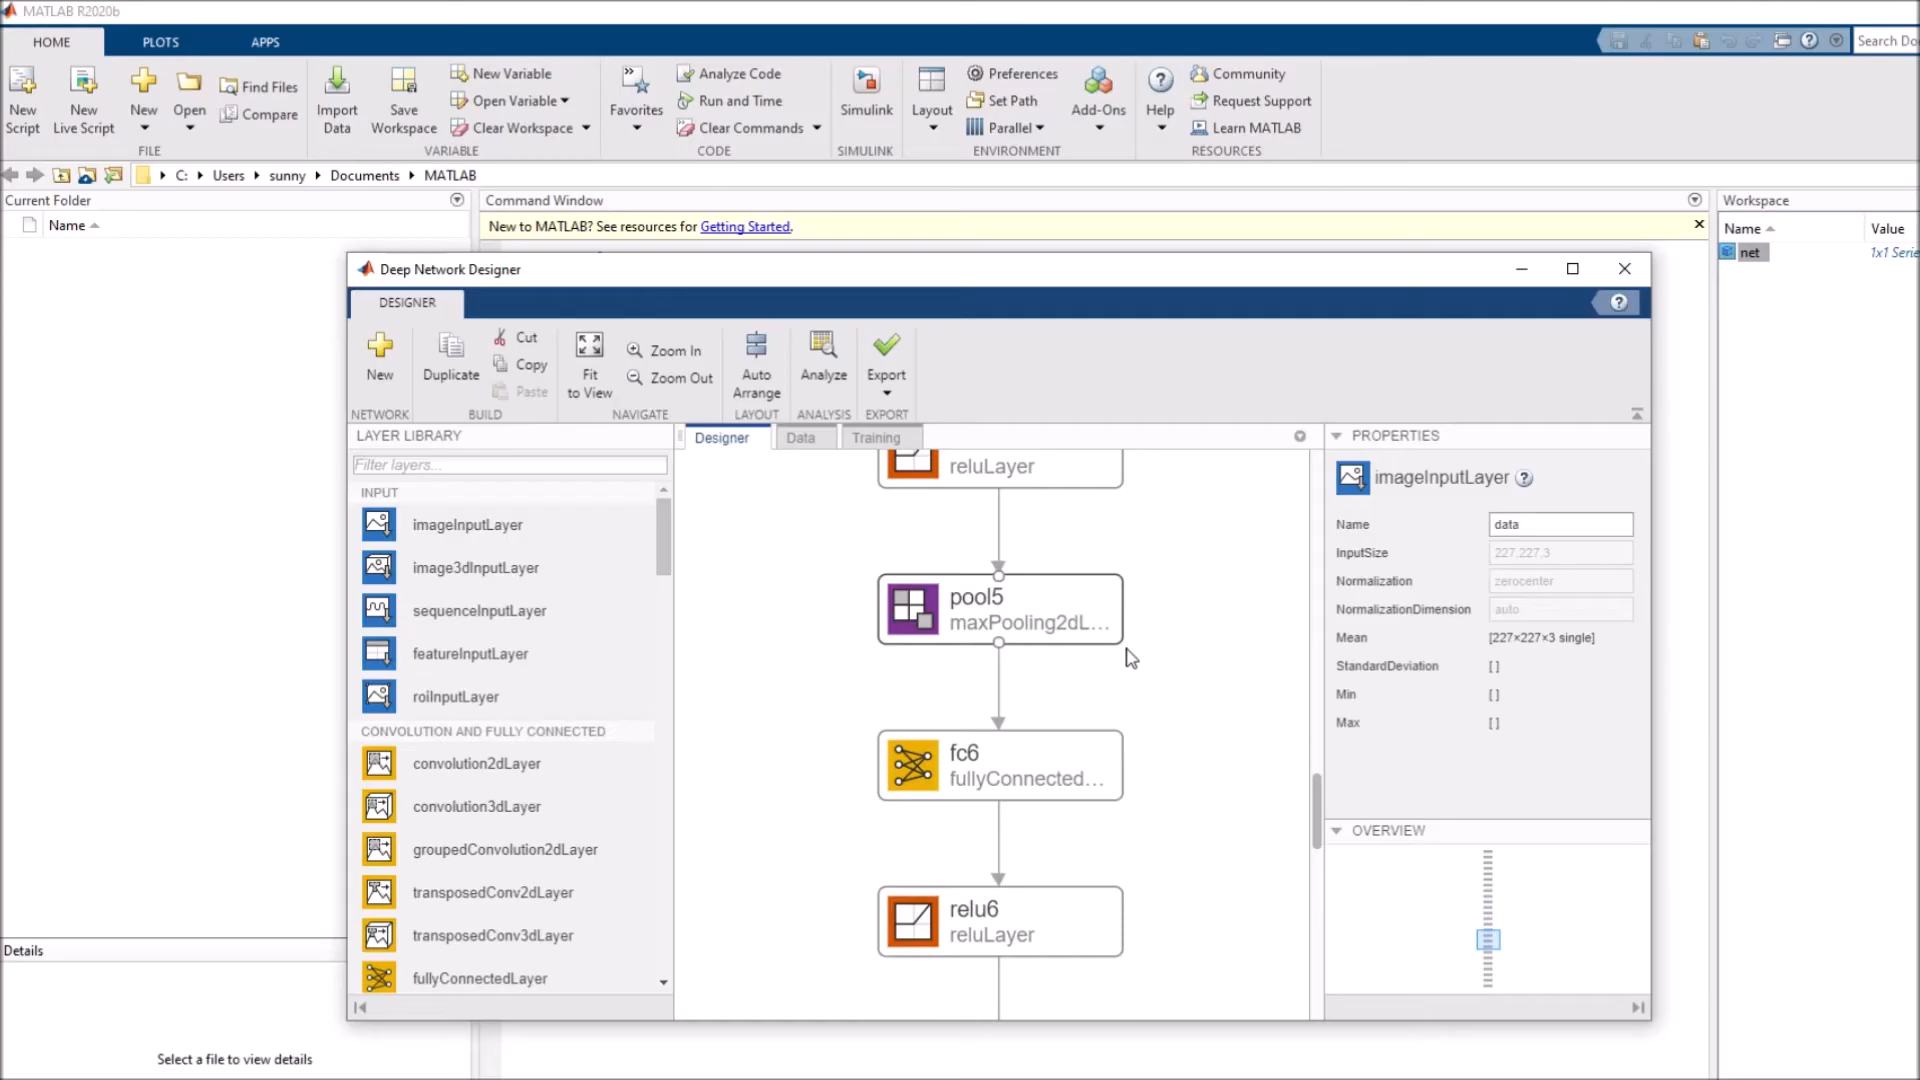 MATLAB R2020b
HOME
PLOTS
APPS
Search Do
New Script
New Live Script
New
Open
Find Files
Compare
Import Data
Save Workspace
New Variable
Open Variable
Clear Workspace
Favorites
Analyze Code
Run and Time
Clear Commands
Simulink
Layout
Preferences
Set Path
Parallel
Add-Ons
Help
Community
Request Support
Learn MATLAB
FILE
VARIABLE
CODE
SIMULINK
ENVIRONMENT
RESOURCES
C: Users sunny Documents MATLAB
Current Folder
Name
Command Window
New to MATLAB? See resources for Getting Started.
Workspace
Name Value
net 1x1 Serie
Deep Network Designer
DESIGNER
New
Duplicate
Cut
Copy
Paste
Fit to View
Zoom In
Zoom Out
Auto Arrange
Analyze
Export
NETWORK
BUILD
NAVIGATE
LAYOUT
ANALYSIS
EXPORT
LAYER LIBRARY
Filter layers...
INPUT
imageInputLayer
image3dInputLayer
sequenceInputLayer
featureInputLayer
roiInputLayer
CONVOLUTION AND FULLY CONNECTED
convolution2dLayer
convolution3dLayer
groupedConvolution2dLayer
transposedConv2dLayer
transposedConv3dLayer
fullyConnectedLayer
Designer
Data
Training
reluLayer
pool5
maxPooling2dL...
fc6
fullyConnected...
relu6
reluLayer
PROPERTIES
imageInputLayer
Name data
InputSize 227,227,3
Normalization zerocenter
NormalizationDimension auto
Mean [227×227×3 single]
StandardDeviation []
Min []
Max []
OVERVIEW
Details
Select a file to view details